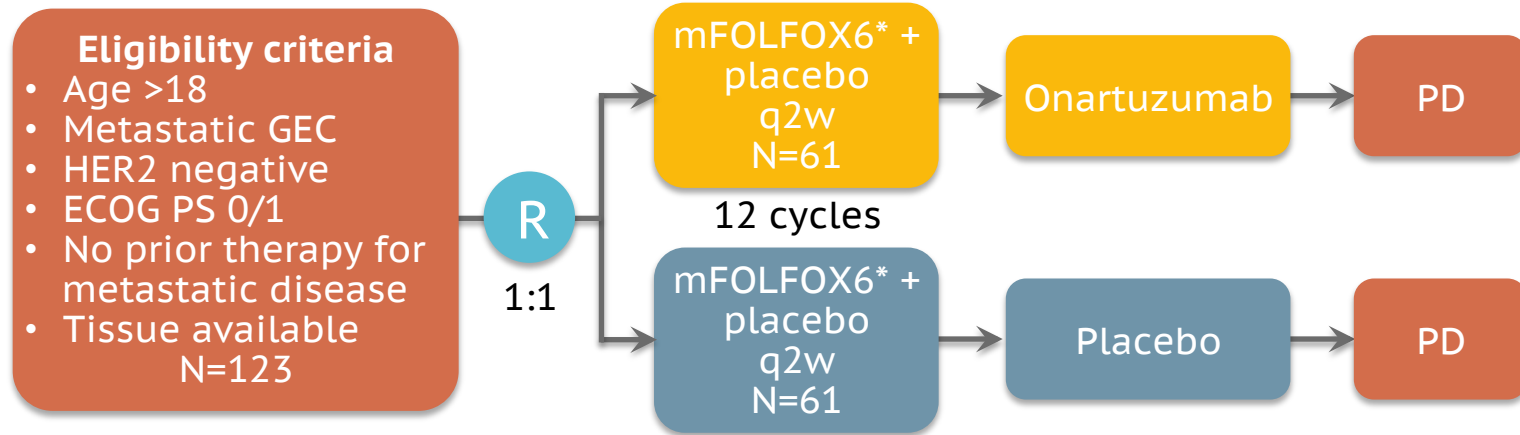 Eligibility criteria
• Age >18
• Metastatic GEC
• HER2 negative
• ECOG PS 0/1
• No prior therapy for
metastatic disease
• Tissue available
N=123
R
1:1
mFOLFOX6* +
placebo
q2w
N=61
Onartuzumab
PD
12 cycles
mFOLFOX6* +
placebo
q2w
N=61
Placebo
PD